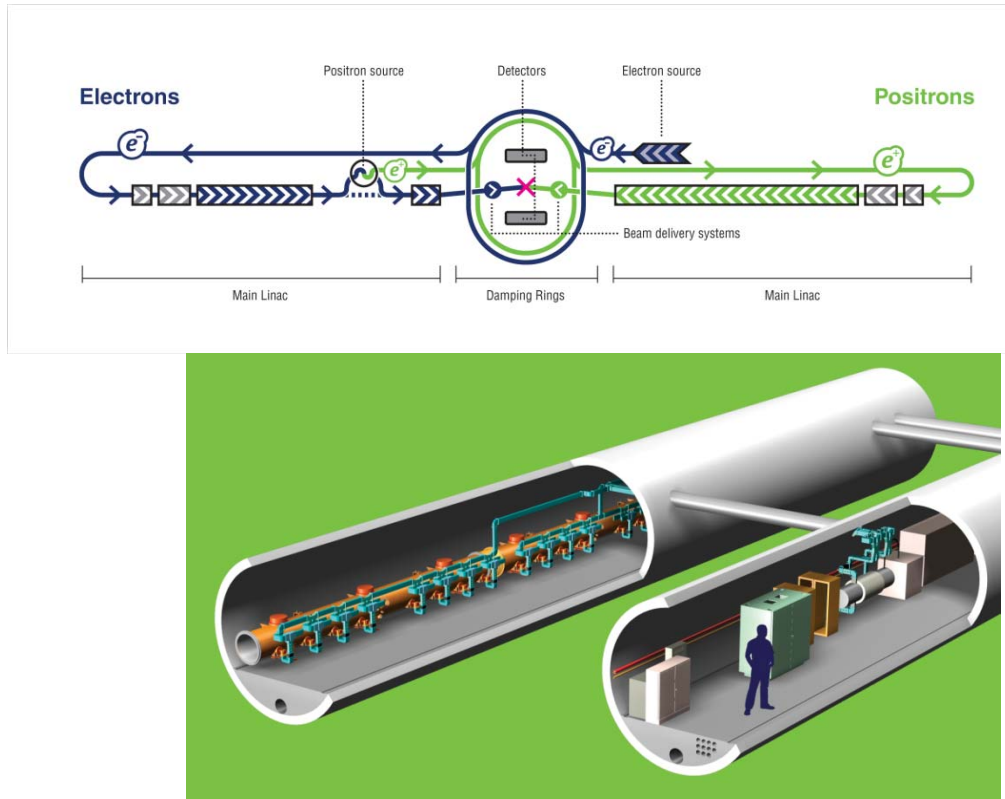 Positron source
Detectors
Electron source
Electrons
Positrons
e-
e-
e+
e+
Beam delivery systems
Main Linac
Damping Rings
Main Linac